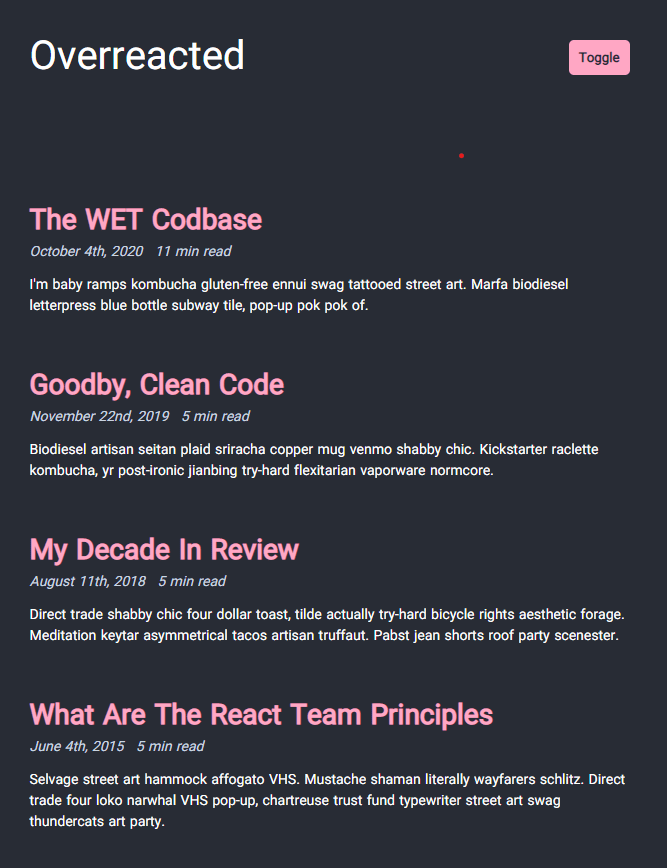 Overreacted
Toggle
The WET Codbase
October 4th, 2020 11 min read
I'm baby ramps kombucha gluten-free ennui swag tattooed street art. Marfa biodiesel
letterpress blue bottle subway tile, pop-up pok pok of.
Goodby, Clean Code
November 22nd, 2019 5 min read
Biodiesel artisan seitan plaid sriracha copper mug venmo shabby chic. Kickstarter raclette
kombucha, yr post-ironic jianbing try-hard flexitarian vaporware normcore.
My Decade In Review
August 11th, 2018 5 min read
Direct trade shabby chic four dollar toast, tilde actually try-hard bicycle rights aesthetic forage.
Meditation keytar asymmetrical tacos artisan truffaut. Pabst jean shorts roof party scenester.
What Are The React Team Principles
June 4th, 2015 5 min read
Selvage street art hammock affogato VHS. Mustache shaman literally wayfarers schlitz. Direct
trade four loko narwhal VHS pop-up, chartreuse trust fund typewriter street art swag
thundercats art party.